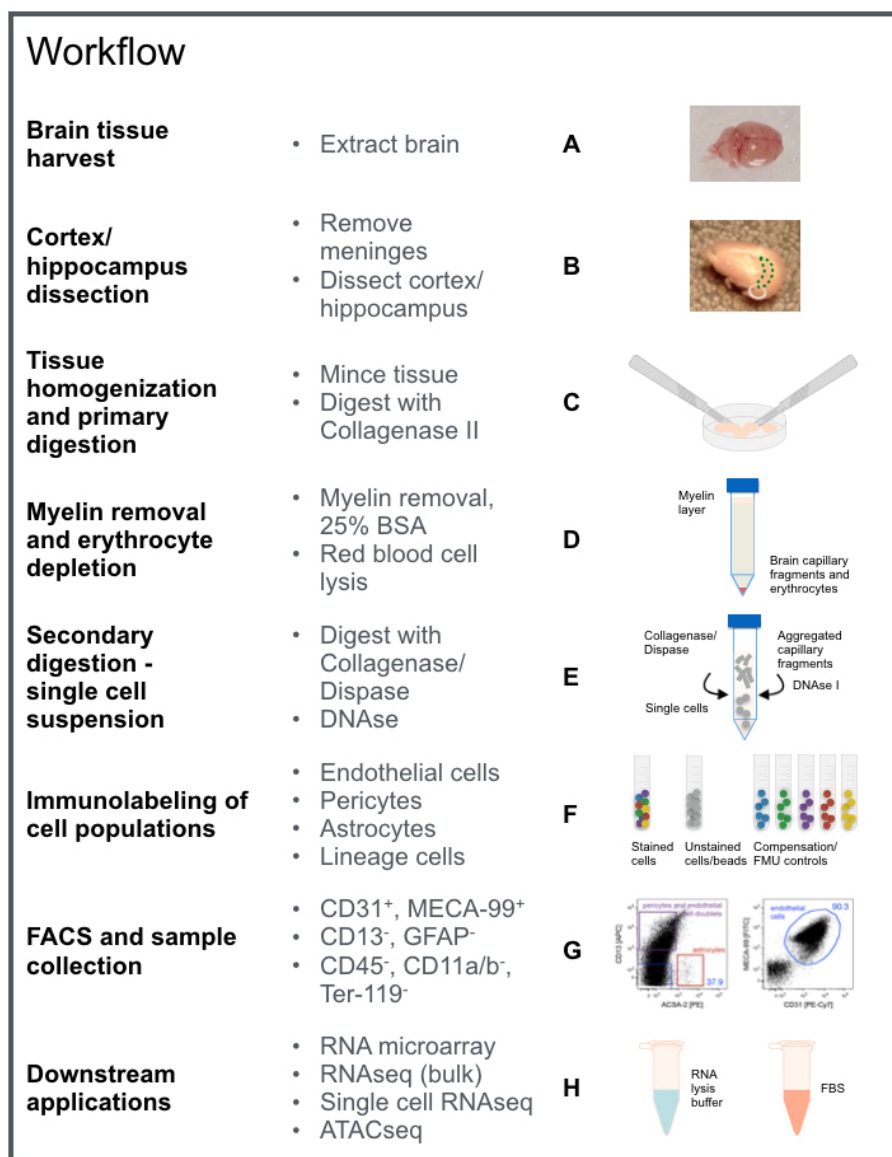 Workflow
Brain tissue
harvest
• Extract brain
A
Cortex/
hippocampus
dissection
• Remove
meninges
• Dissect cortex/
hippocampus
B
Tissue
homogenization
and primary
digestion
• Mince tissue
• Digest with
Collagenase II
C
Myelin removal
and erythrocyte
depletion
• Myelin removal,
25% BSA
• Red blood cell
lysis
D
Myelin
layer
Brain capillary
fragments and
erythrocytes
Secondary
digestion -
single cell
suspension
• Digest with
Collagenase/
Dispase
• DNAse
E
Collagenase/
Dispase
Aggregated
capillary
fragments
DNAse I
Single cells
Immunolabeling of
cell populations
• Endothelial cells
• Pericytes
• Astrocytes
• Lineage cells
F
Stained
cells
Unstained
cells/beads
Compensation/
FMU controls
FACS and sample
collection
• CD31⁺, MECA-99⁺
• CD13⁻, GFAP⁻
• CD45⁻, CD11a/b⁻,
Ter-119⁻
G
pericytes and endothelial
cell doublets
astrocytes
37.9
CD13 [APC]
ACSA-2 [PE]
endothelial
cells
90.3
MECA-99 [FITC]
CD31 [PE-Cy7]
Downstream
applications
• RNA microarray
• RNAseq (bulk)
• Single cell RNAseq
• ATACseq
H
RNA
lysis
buffer
FBS